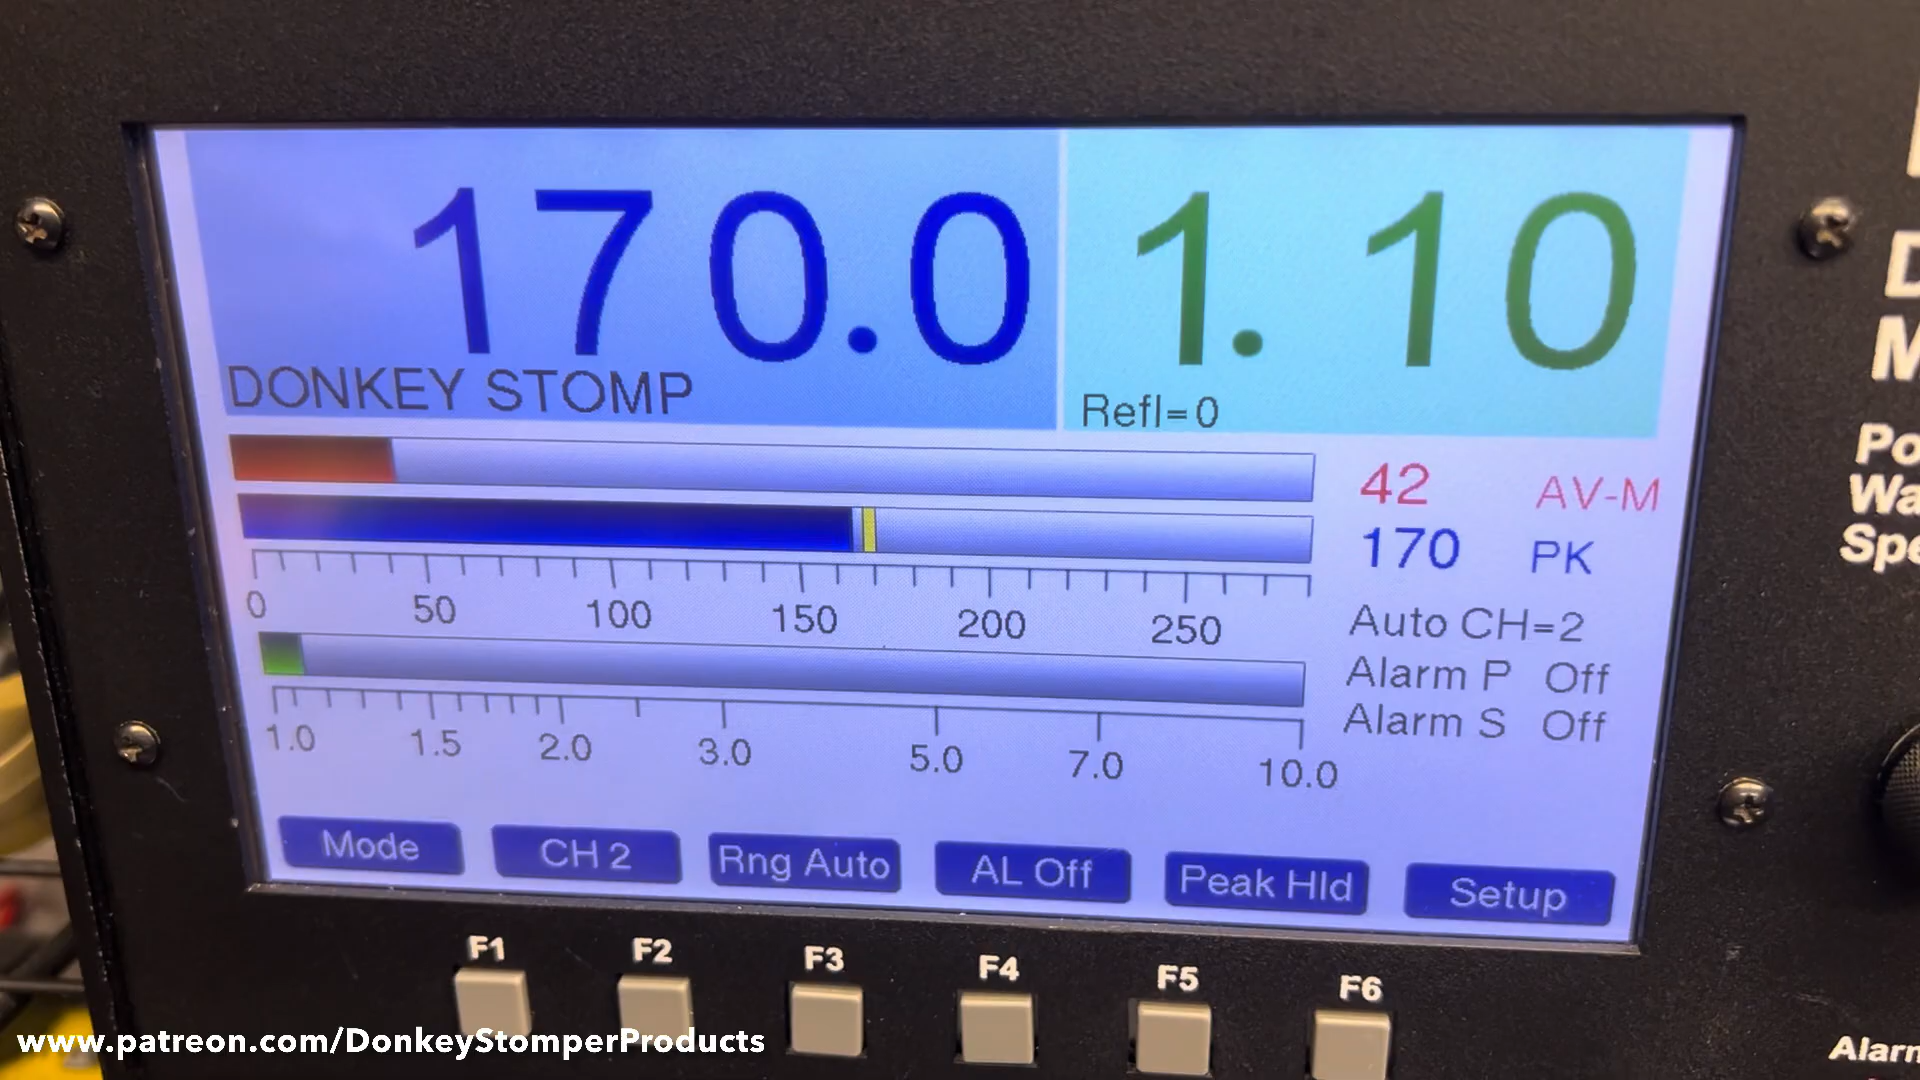 170.0
1.10
DONKEY STOMP
Refl=0
42 AV-M
170 PK
0 50 100 150 200 250
Auto CH=2
Alarm P Off
Alarm S Off
1.0 1.5 2.0 3.0 5.0 7.0 10.0
Mode CH 2 Rng Auto AL Off Peak Hld Setup
F1 F2 F3 F4 F5 F6
www.patreon.com/DonkeyStomperProducts